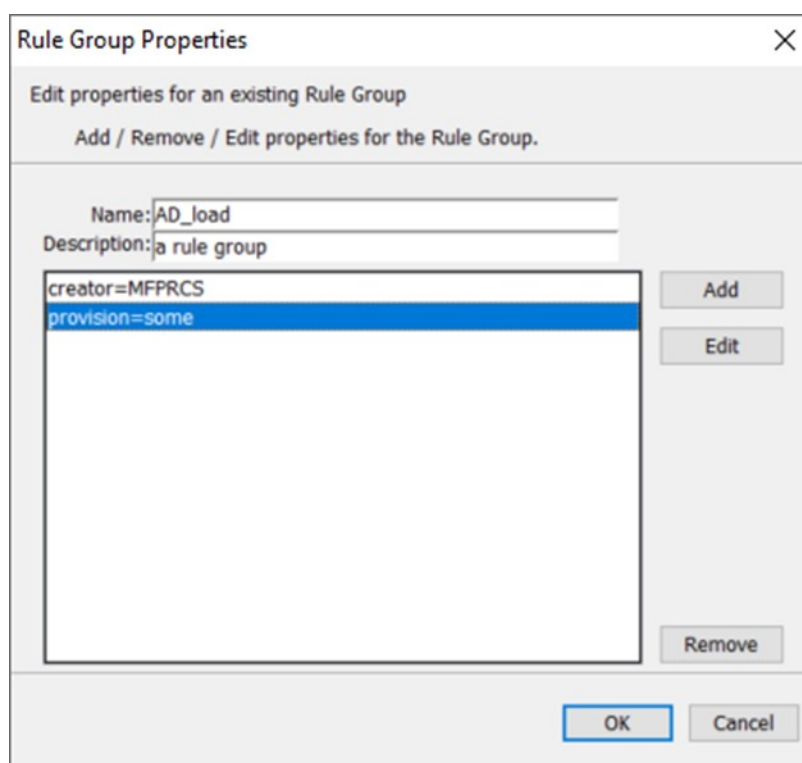 Rule Group Properties
Edit properties for an existing Rule Group
Add / Remove / Edit properties for the Rule Group.
Name: AD_load
Description: a rule group
creator=MFPRCS
provision=some
Add
Edit
Remove
OK
Cancel